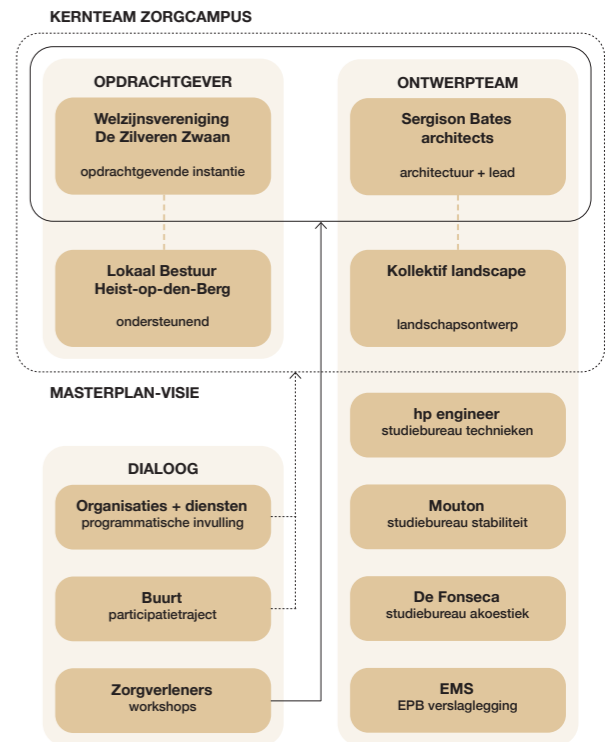 KERNTEAM ZORGCAMPUS
OPDRACHTGEVER
Welzijnsvereniging
De Zilveren Zwaan
opdrachtgevende instantie
Lokaal Bestuur
Heist-op-den-Berg
ondersteunend
ONTWERPTEAM
Sergison Bates
architects
architectuur + lead
Kollektif landscape
landschapsontwerp
hp engineer
studiebureau technieken
Mouton
studiebureau stabiliteit
De Fonseca
studiebureau akoestiek
EMS
EPB verslaglegging
MASTERPLAN-VISIE
DIALOOG
Organisaties + diensten
programmatische invulling
Buurt
participatietraject
Zorgverleners
workshops